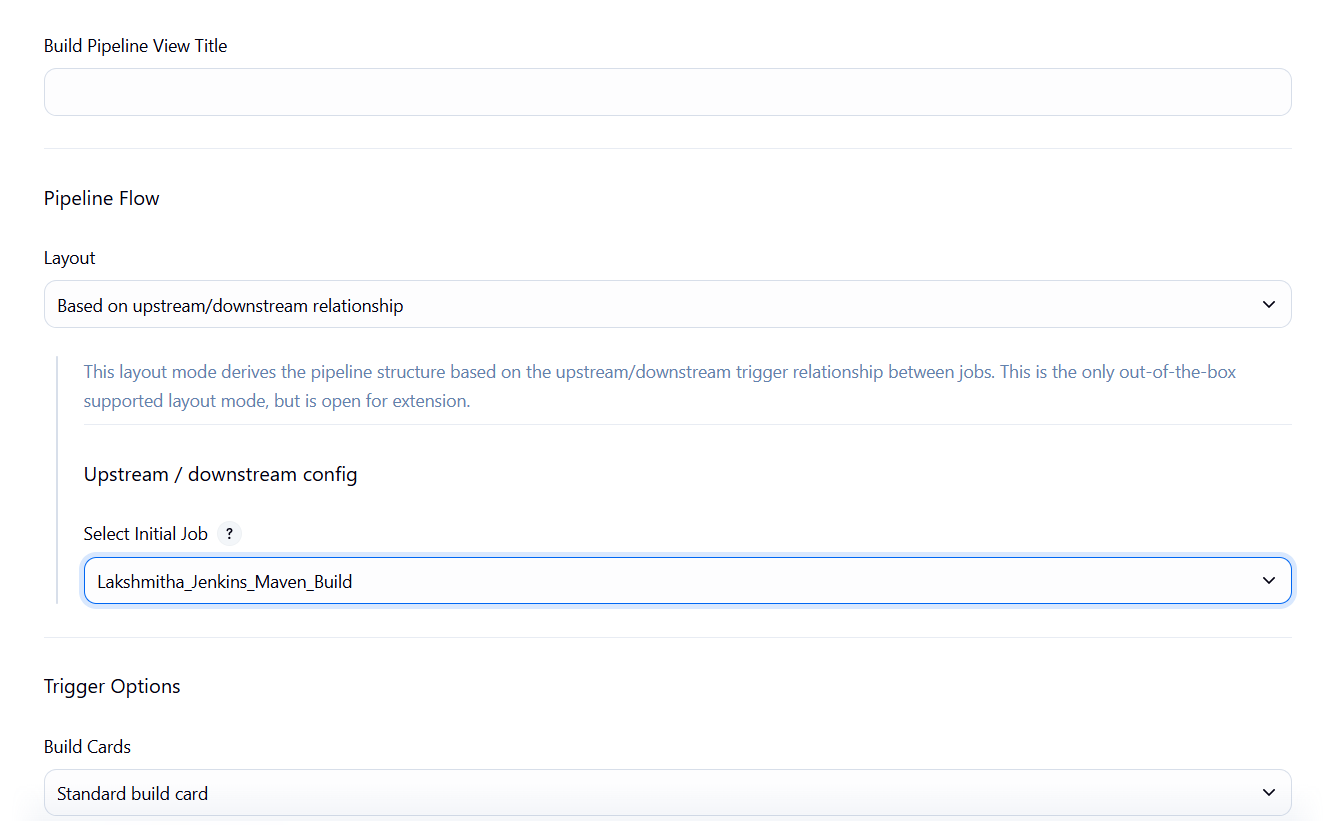 Build Pipeline View Title
Pipeline Flow
Layout
Based on upstream/downstream relationship
This layout mode derives the pipeline structure based on the upstream/downstream trigger relationship between jobs. This is the only out-of-the-box
supported layout mode, but is open for extension.
Upstream / downstream config
Select Initial Job ?
Lakshmitha_Jenkins_Maven_Build
Trigger Options
Build Cards
Standard build card